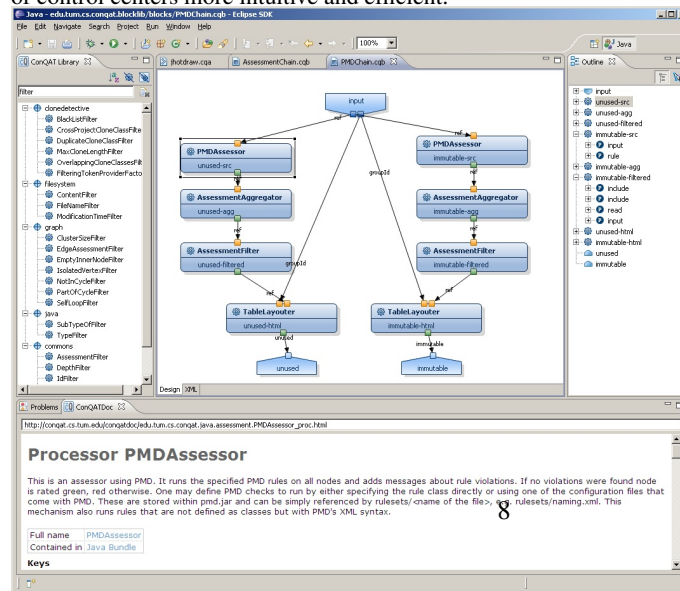 of control centers more intuitive and efficient.
Java - edu.tum.cs.conqat.blocklib/blocks/PMDChain.cqb - Eclipse SDK
File Edit Navigate Search Project Run Window Help
100%
Java
ConQAT Library
jhotdraw.cqa
AssessmentChain.cqb
PMDChain.cqb
Outline
filter
clonedetective
BlackListFilter
CrossProjectCloneClassFilte
DuplicateCloneClassFilter
MaxCloneLengthFilter
OverlappingCloneClassesFilt
FilteringTokenProviderFacto
filesystem
ContentFilter
FileNameFilter
ModificationTimeFilter
graph
ClusterSizeFilter
EdgeAssessmentFilter
EmptyInnerNodeFilter
IsolatedVertexFilter
NotInCycleFilter
PartOfCycleFilter
SelfLoopFilter
java
SubTypeOfFilter
TypeFilter
commons
AssessmentFilter
DepthFilter
IdFilter
input
ref
ref
PMDAssessor
unused-src
PMDAssessor
immutable-src
ref
groupId
ref
AssessmentAggregator
unused-agg
AssessmentAggregator
immutable-agg
ref
ref
AssessmentFilter
unused-filtered
AssessmentFilter
immutable-filtered
groupId
ref
ref
TableLayouter
unused-html
TableLayouter
immutable-html
unused
immutable
unused
immutable
Design XML
input
unused-src
unused-agg
unused-filtered
immutable-src
input
rule
immutable-agg
immutable-filtered
include
include
read
input
unused-html
immutable-html
unused
immutable
Problems
ConQATDoc
http://conqat.cs.tum.edu/conqatdoc/edu.tum.cs.conqat.java.assessment.PMDAssessor_proc.html
Processor PMDAssessor
This is an assessor using PMD. It runs the specified PMD rules on all nodes and adds messages about rule violations. If no violations were found node
is rated green, red otherwise. One may define PMD checks to run by either specifying the rule class directly or using one of the configuration files that
come with PMD. These are stored within pmd.jar and can be simply referenced by rulesets/<name of the file>, e.g. rulesets/naming.xml. This
mechanism also runs rules that are not defined as classes but with PMD's XML syntax.
8
Full name PMDAssessor
Contained in Java Bundle
Keys